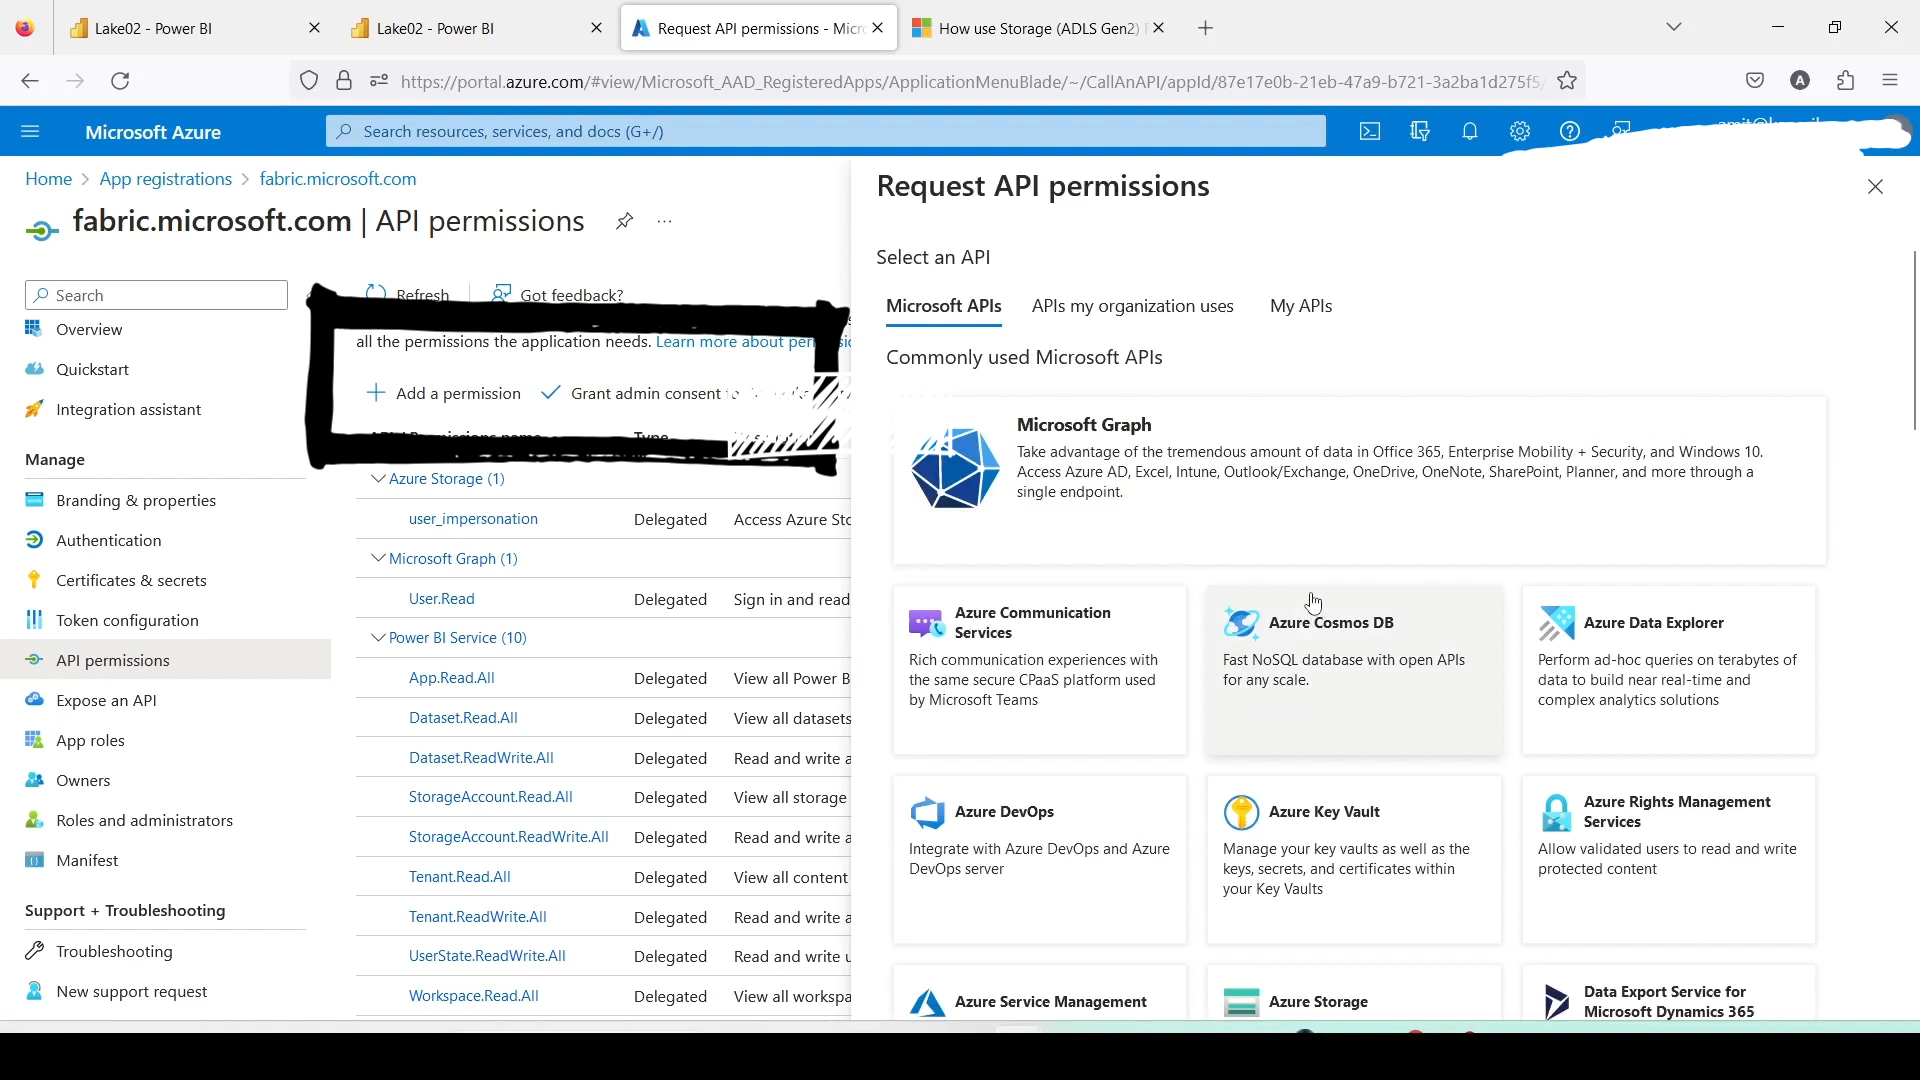 Lake02 - Power BI
Lake02 - Power BI
Request API permissions - Micro
How use Storage (ADLS Gen2)
https://portal.azure.com/#view/Microsoft_AAD_RegisteredApps/ApplicationMenuBlade/~/CallAnAPI/appId/87e17e0b-21eb-47a9-b721-3a2ba1d275f5/
A
Microsoft Azure
Search resources, services, and docs (G+/)
Home > App registrations > fabric.microsoft.com
fabric.microsoft.com | API permissions
Search
Overview
Quickstart
Integration assistant
Manage
Branding & properties
Authentication
Certificates & secrets
Token configuration
API permissions
Expose an API
App roles
Owners
Roles and administrators
Manifest
Support + Troubleshooting
Troubleshooting
New support request
Refresh
Got feedback?
all the permissions the application needs. Learn more about
Add a permission
Grant admin consent
Azure Storage (1)
user_impersonation Delegated Access Azure Sto
Microsoft Graph (1)
User.Read Delegated Sign in and read
Power BI Service (10)
App.Read.All Delegated View all Power B
Dataset.Read.All Delegated View all datasets
Dataset.ReadWrite.All Delegated Read and write a
StorageAccount.Read.All Delegated View all storage
StorageAccount.ReadWrite.All Delegated Read and write a
Tenant.Read.All Delegated View all content
Tenant.ReadWrite.All Delegated Read and write a
UserState.ReadWrite.All Delegated Read and write u
Workspace.Read.All Delegated View all workspa
Request API permissions
Select an API
Microsoft APIs
APIs my organization uses
My APIs
Commonly used Microsoft APIs
Microsoft Graph
Take advantage of the tremendous amount of data in Office 365, Enterprise Mobility + Security, and Windows 10.
Access Azure AD, Excel, Intune, Outlook/Exchange, OneDrive, OneNote, SharePoint, Planner, and more through a
single endpoint.
Azure Communication
Services
Rich communication experiences with
the same secure CPaaS platform used
by Microsoft Teams
Azure Cosmos DB
Fast NoSQL database with open APIs
for any scale.
Azure Data Explorer
Perform ad-hoc queries on terabytes of
data to build near real-time and
complex analytics solutions
Azure DevOps
Integrate with Azure DevOps and Azure
DevOps server
Azure Key Vault
Manage your key vaults as well as the
keys, secrets, and certificates within
your Key Vaults
Azure Rights Management
Services
Allow validated users to read and write
protected content
Azure Service Management
Azure Storage
Data Export Service for
Microsoft Dynamics 365